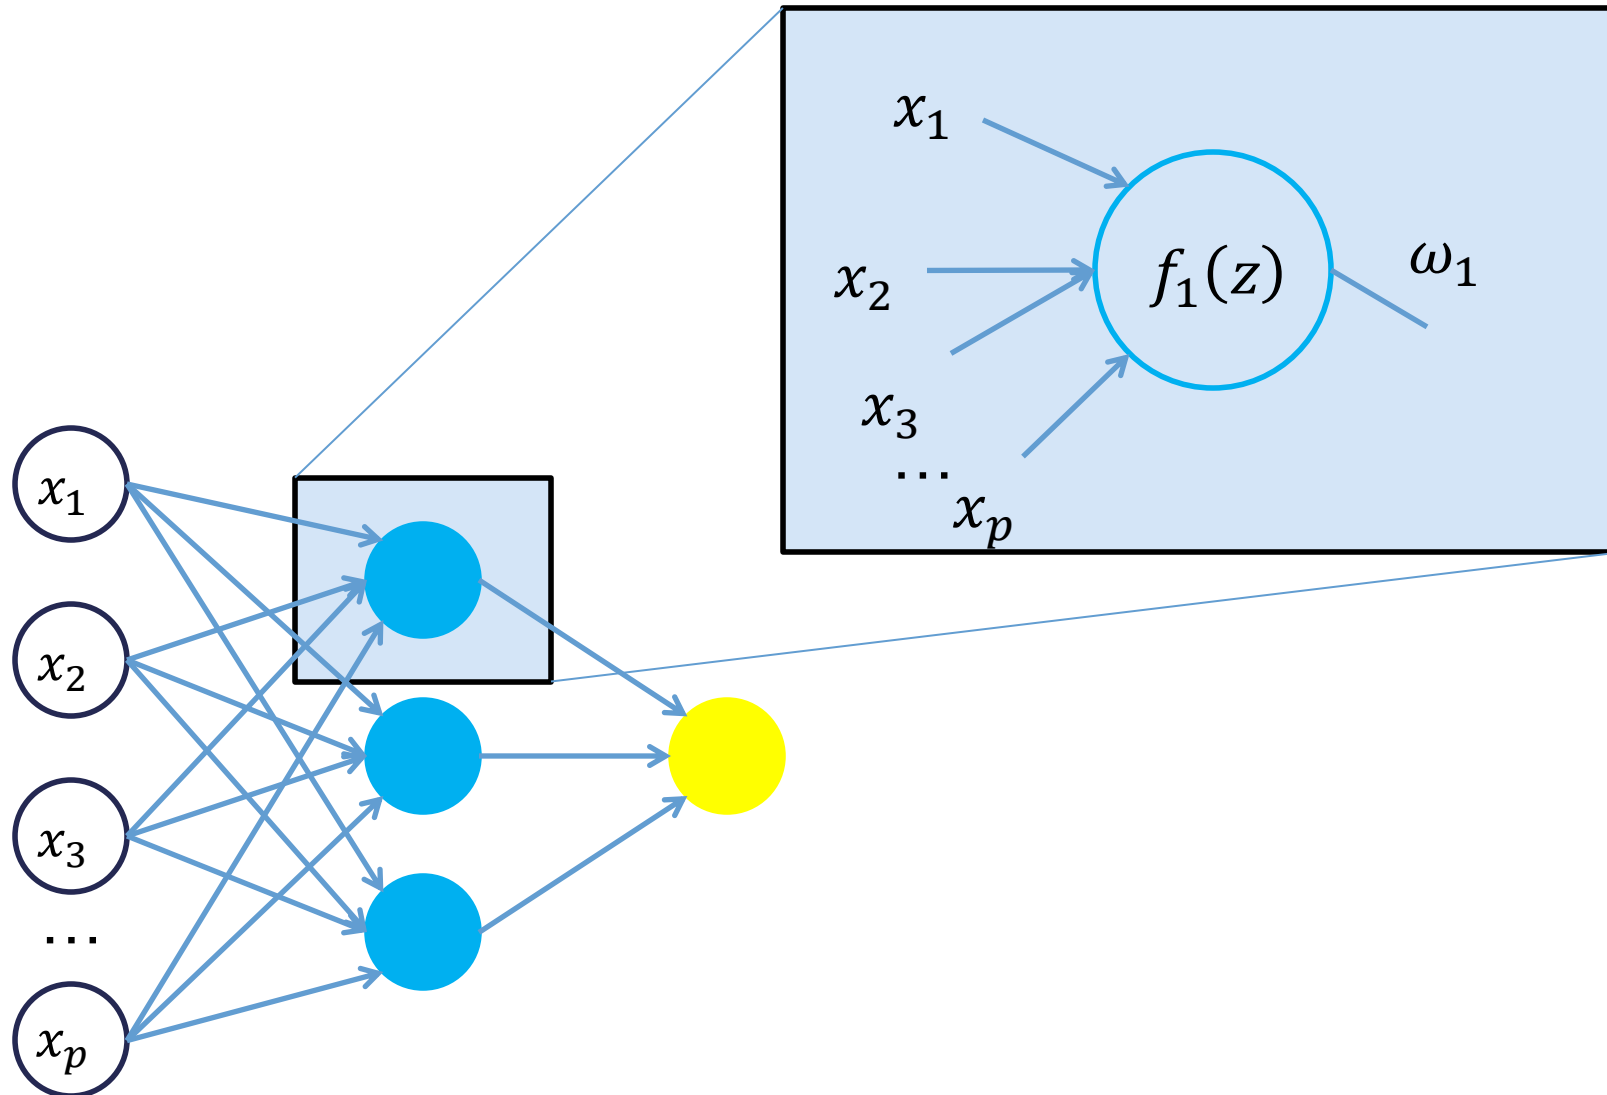 x₁
x₂
x₃
…
xₚ
x₁
x₂
x₃
…
xₚ
f₁(z)
ω₁